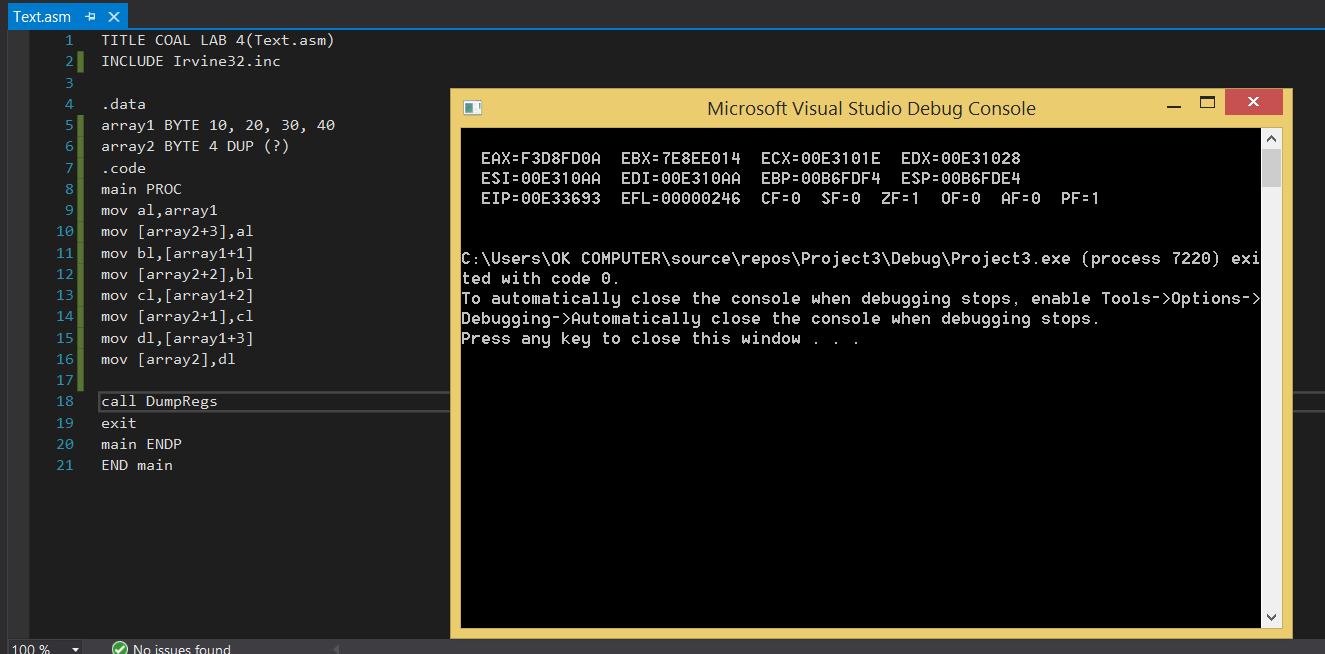 Text.asm
1 TITLE COAL LAB 4(Text.asm)
2 INCLUDE Irvine32.inc
3
4 .data
5 array1 BYTE 10, 20, 30, 40
6 array2 BYTE 4 DUP (?)
7 .code
8 main PROC
9 mov al,array1
10 mov [array2+3],al
11 mov bl,[array1+1]
12 mov [array2+2],bl
13 mov cl,[array1+2]
14 mov [array2+1],cl
15 mov dl,[array1+3]
16 mov [array2],dl
17
18 call DumpRegs
19 exit
20 main ENDP
21 END main
Microsoft Visual Studio Debug Console
EAX=F3D8FD0A EBX=7E8EE014 ECX=00E3101E EDX=00E31028
ESI=00E310AA EDI=00E310AA EBP=00B6FDF4 ESP=00B6FDE4
EIP=00E33693 EFL=00000246 CF=0 SF=0 ZF=1 OF=0 AF=0 PF=1
C:\Users\OK COMPUTER\source\repos\Project3\Debug\Project3.exe (process 7220) exi
ted with code 0.
To automatically close the console when debugging stops, enable Tools->Options->
Debugging->Automatically close the console when debugging stops.
Press any key to close this window . . .
100 %
No issues found